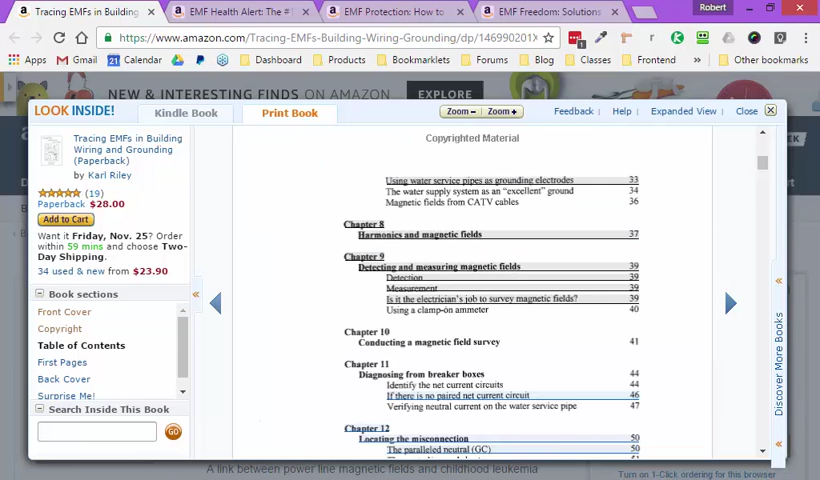 Robert
Tracing EMFs in Building
EMF Health Alert: The #1
EMF Protection: How to
EMF Freedom: Solutions
https://www.amazon.com/Tracing-EMFs-Building-Wiring-Grounding/dp/146990201X
Apps
Gmail
Calendar
Dashboard
Products
Bookmarklets
Forums
Blog
Classes
Frontend
Other bookmarks
NEW & INTERESTING FINDS ON AMAZON
EXPLORE
LOOK INSIDE!
Kindle Book
Print Book
Zoom −
Zoom +
Feedback
Help
Expanded View
Close
Tracing EMFs in Building
Wiring and Grounding
(Paperback)
by Karl Riley
(19)
Paperback $28.00
Add to Cart
Want it Friday, Nov. 25? Order
within 59 mins and choose Two-
Day Shipping.
34 used & new from $23.90
Book sections
Front Cover
Copyright
Table of Contents
First Pages
Back Cover
Surprise Me!
Search Inside This Book
GO
Copyrighted Material
Using water service pipes as grounding electrodes 33
The water supply system as an "excellent" ground 34
Magnetic fields from CATV cables 36
Chapter 8
Harmonics and magnetic fields 37
Chapter 9
Detecting and measuring magnetic fields 39
Detection 39
Measurement 39
Is it the electrician's job to survey magnetic fields? 39
Using a clamp-on ammeter 40
Chapter 10
Conducting a magnetic field survey 41
Chapter 11
Diagnosing from breaker boxes 44
Identify the net current circuits 44
If there is no paired net current circuit 46
Verifying neutral current on the water service pipe 47
Chapter 12
Locating the misconnection 50
The paralleled neutral (GC) 50
Discover More Books
A link between power line magnetic fields and childhood leukemia
Turn on 1-Click ordering for this browser